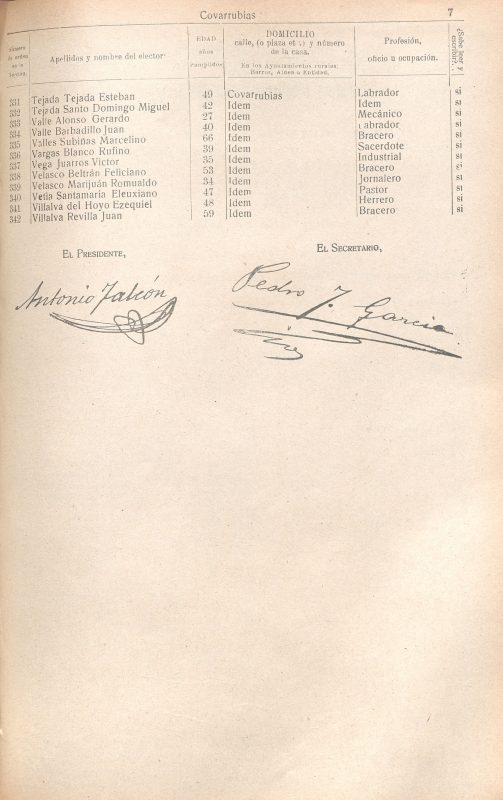 Covarrubias 7
Número de orden en la Sección. Apellidos y nombre del elector EDAD años cumplidos DOMICILIO calle, (o plaza et.) y número de la casa. En los Ayuntamientos rurales: Barrio, Aldea o Entidad. Profesión, oficio u ocupación. ¿Sabe leer y escribir?
331 Tejada Tejada Esteban 49 Covarrubias Labrador si
332 Tejada Santo Domingo Miguel 42 Idem Idem si
333 Valle Alonso Gerardo 27 Idem Mecánico si
334 Valle Barbadillo Juan 40 Idem Labrador si
335 Valles Subiñas Marcelino 66 Idem Bracero si
336 Vargas Blanco Rufino 39 Idem Sacerdote si
337 Vega Juarros Victor 35 Idem Industrial si
338 Velasco Beltrán Feliciano 53 Idem Bracero si
339 Velasco Marijuán Romualdo 34 Idem Jornalero si
340 Santamaria Eleuxiano 47 Idem Pastor si
341 Villalva del Hoyo Ezequiel 48 Idem Herrero si
342 Villalva Revilla Juan 59 Idem Bracero si
EL PRESIDENTE, EL SECRETARIO,
Antonio Falcón Pedro J. Garcia